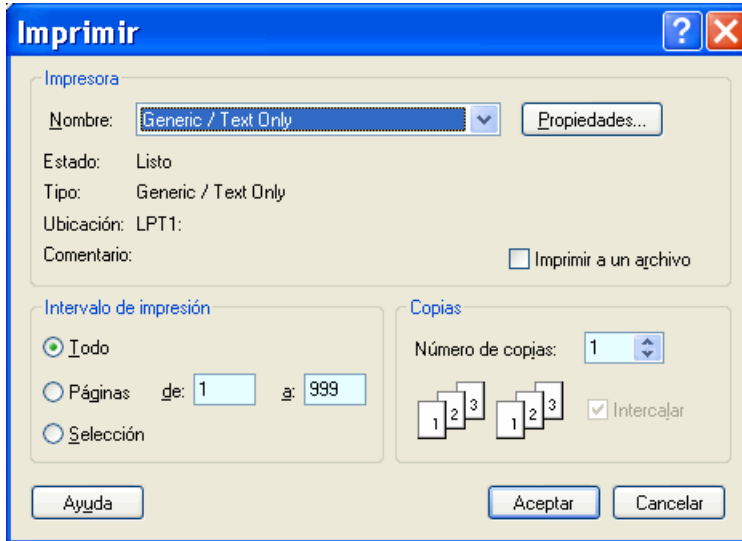 Imprimir
Impresora
Nombre: Generic / Text Only Propiedades...
Estado: Listo
Tipo: Generic / Text Only
Ubicación: LPT1:
Comentario: Imprimir a un archivo
Intervalo de impresión
Todo
Páginas de: 1 a: 999
Selección
Copias
Número de copias: 1
1 2 3 1 2 3 Intercalar
Ayuda Aceptar Cancelar